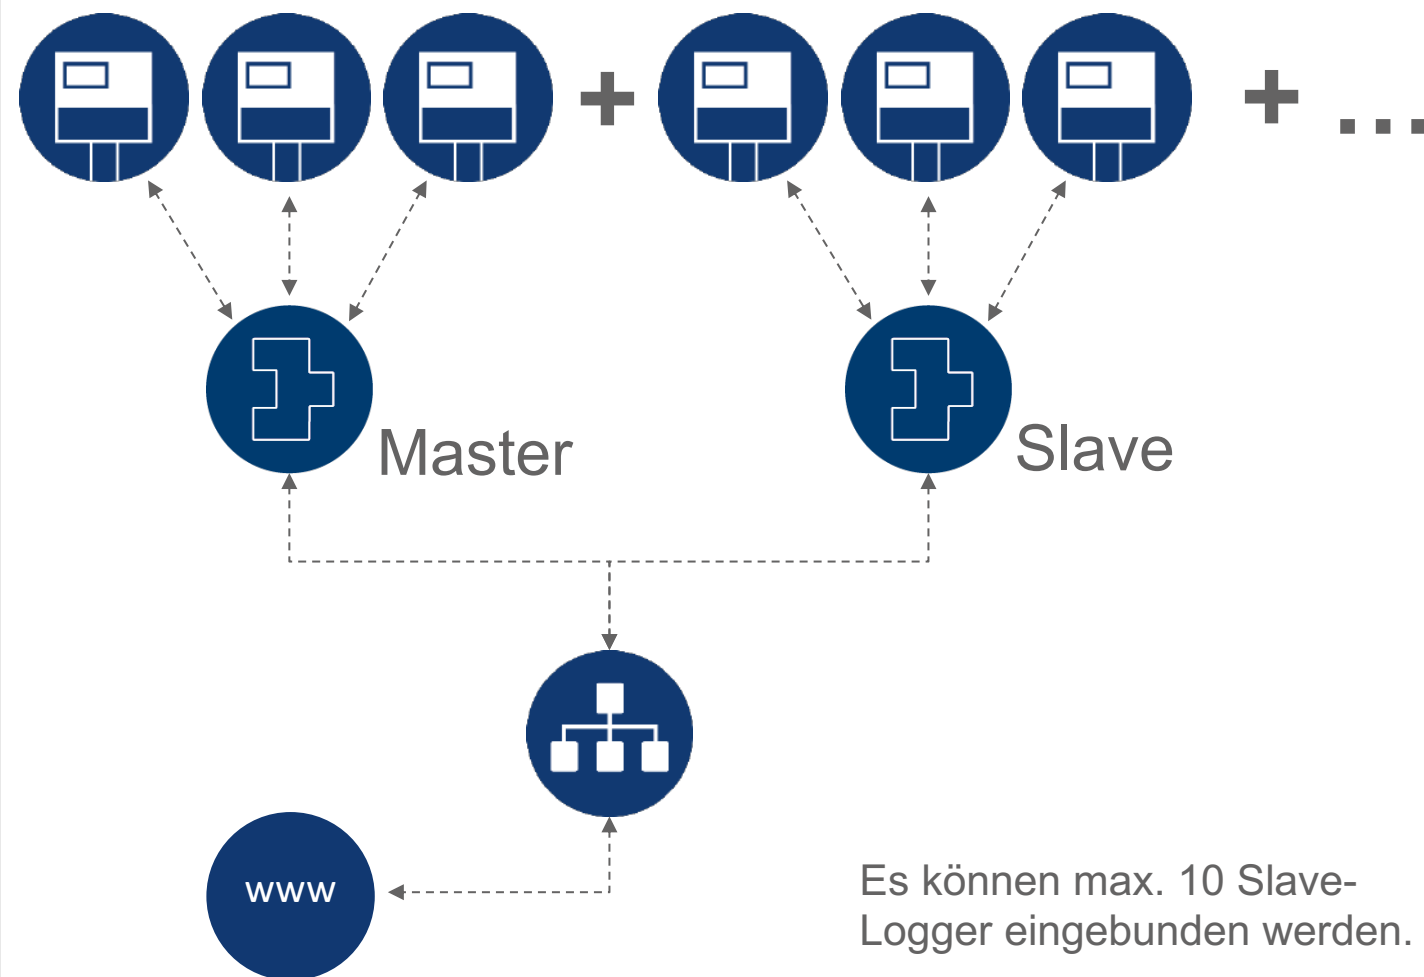 + + ...
Master
Slave
www
Es können max. 10 Slave-
Logger eingebunden werden.